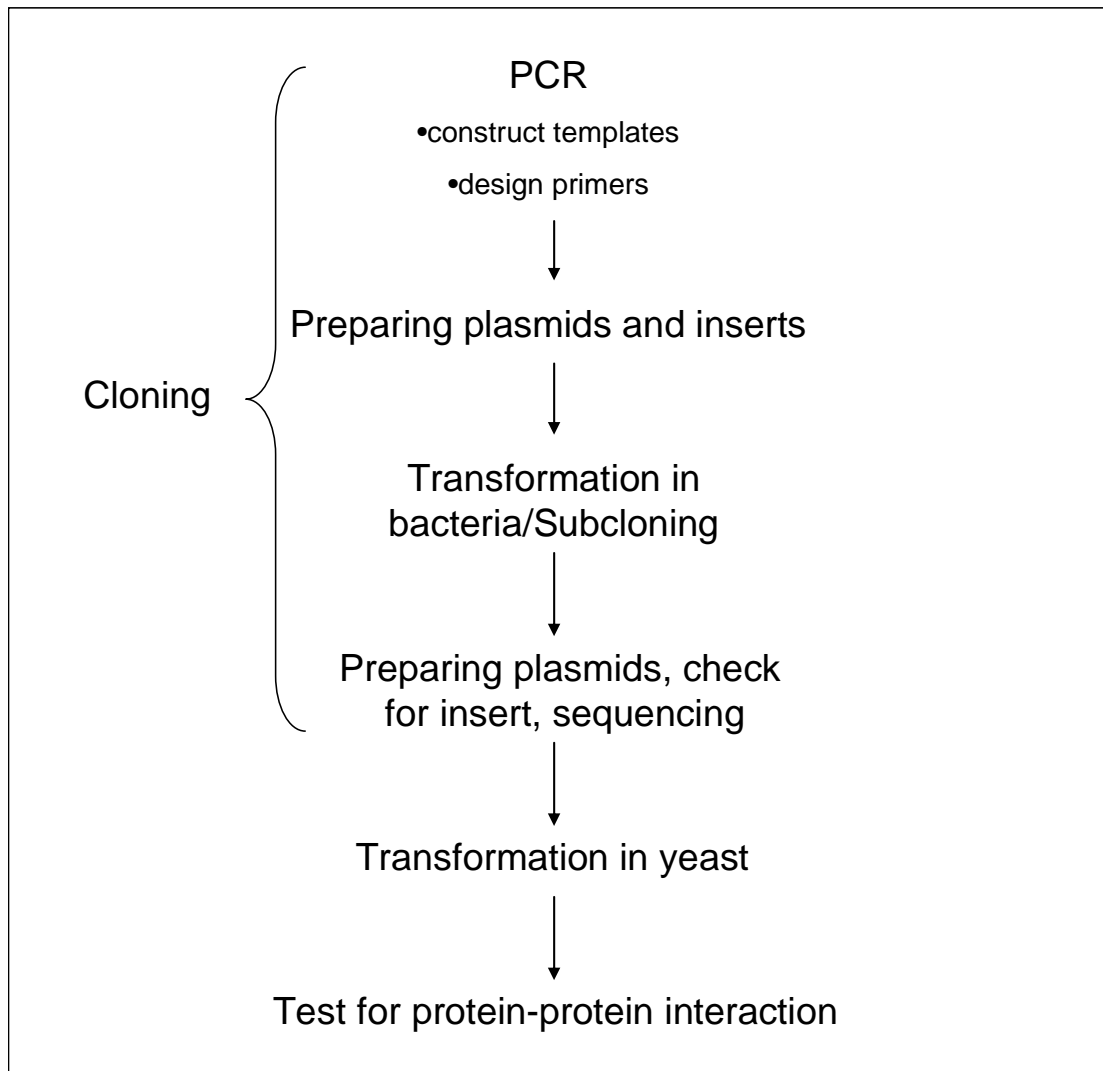 PCR
•construct templates
•design primers
Preparing plasmids and inserts
Cloning
Transformation in
bacteria/Subcloning
Preparing plasmids, check
for insert, sequencing
Transformation in yeast
Test for protein-protein interaction